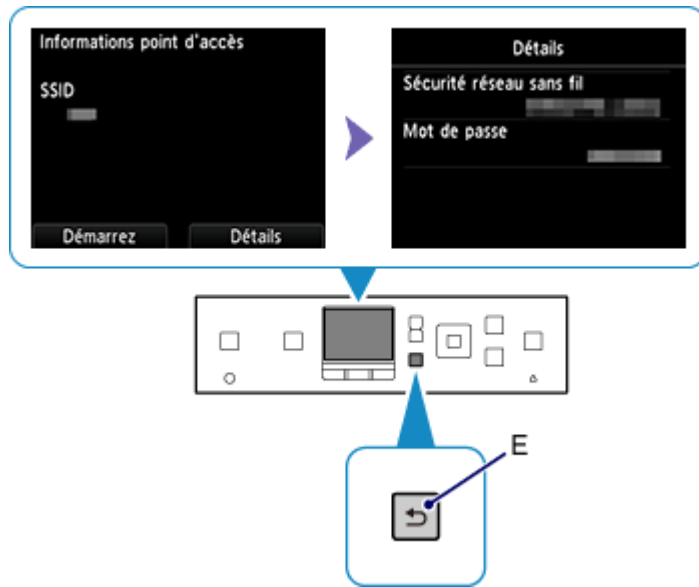 Informations point d'accès
SSID
Démarrez
Détails
Détails
Sécurité réseau sans fil
Mot de passe
E